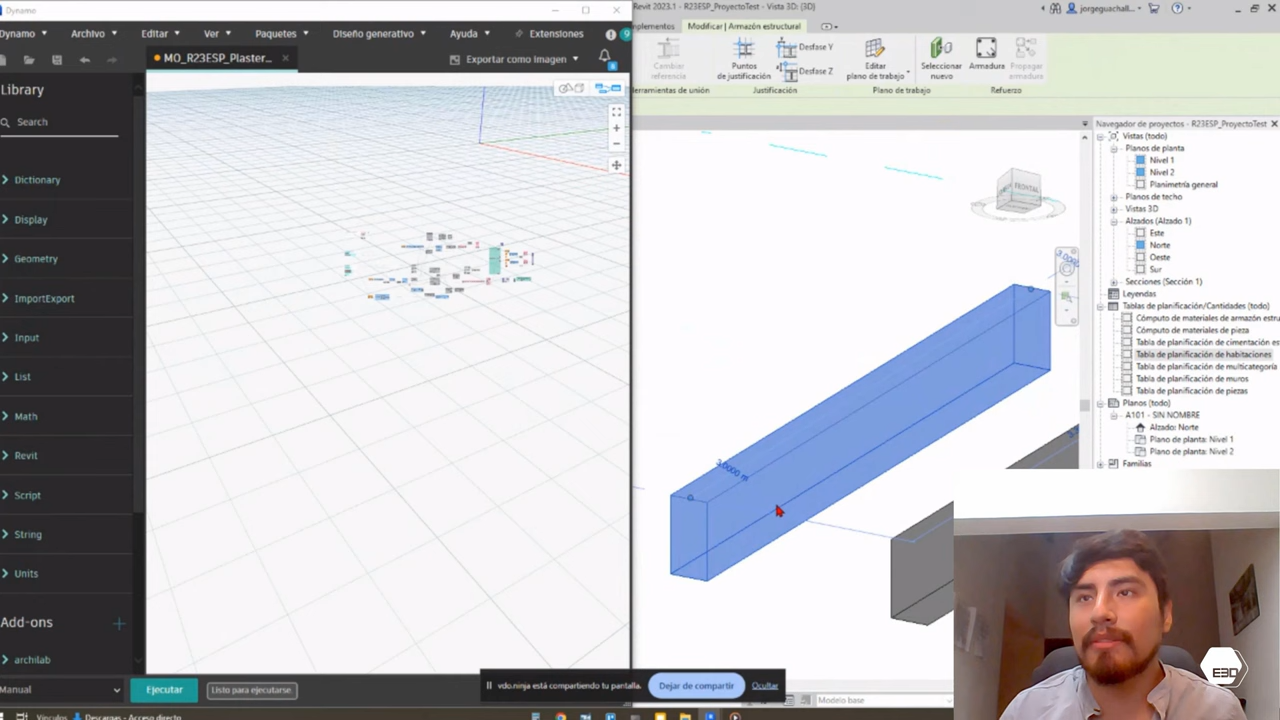 Dynamo
Dynamo Archivo Editar Ver Paquetes Diseño generativo Ayuda Extensiones 9
MO_R23ESP_Plaster...
Exportar como Imagen
Library
Search
Dictionary
Display
Geometry
ImportExport
Input
List
Math
Revit
Script
String
Units
Add-ons
archilab
Manual
Ejecutar
Listo para ejecutarse.
Revit 2023.1 - R23ESP_ProyectoTest - Vista 3D: {3D}
jorgeguachall...
Modificar | Armazón estructural
Cambiar
referencia
Puntos
de justificación
Desfase Y
Desfase Z
Editar
plano de trabajo
Seleccionar
nuevo
Armadura
Propagar
armadura
Justificación
Plano de trabajo
Refuerzo
FRONTAL
3.0000 m
Navegador de proyectos - R23ESP_ProyectoTest
Vistas (todo)
Planos de planta
Nivel 1
Nivel 2
Planimetría general
Planos de techo
Vistas 3D
Alzados (Alzado 1)
Este
Norte
Oeste
Sur
Secciones (Sección 1)
Leyendas
Tablas de planificación/Cantidades (todo)
Cómputo de materiales de armazón estru
Cómputo de materiales de pieza
Tabla de planificación de cimentación es
Tabla de planificación de habitaciones
Tabla de planificación de multicategoría
Tabla de planificación de muros
Tabla de planificación de piezas
Planos (todo)
A101 - SIN NOMBRE
Alzado: Norte
Plano de planta: Nivel 1
Plano de planta: Nivel 2
Familias
vdo.ninja está compartiendo tu pantalla.
Dejar de compartir
Ocultar
Modelo base
E3D